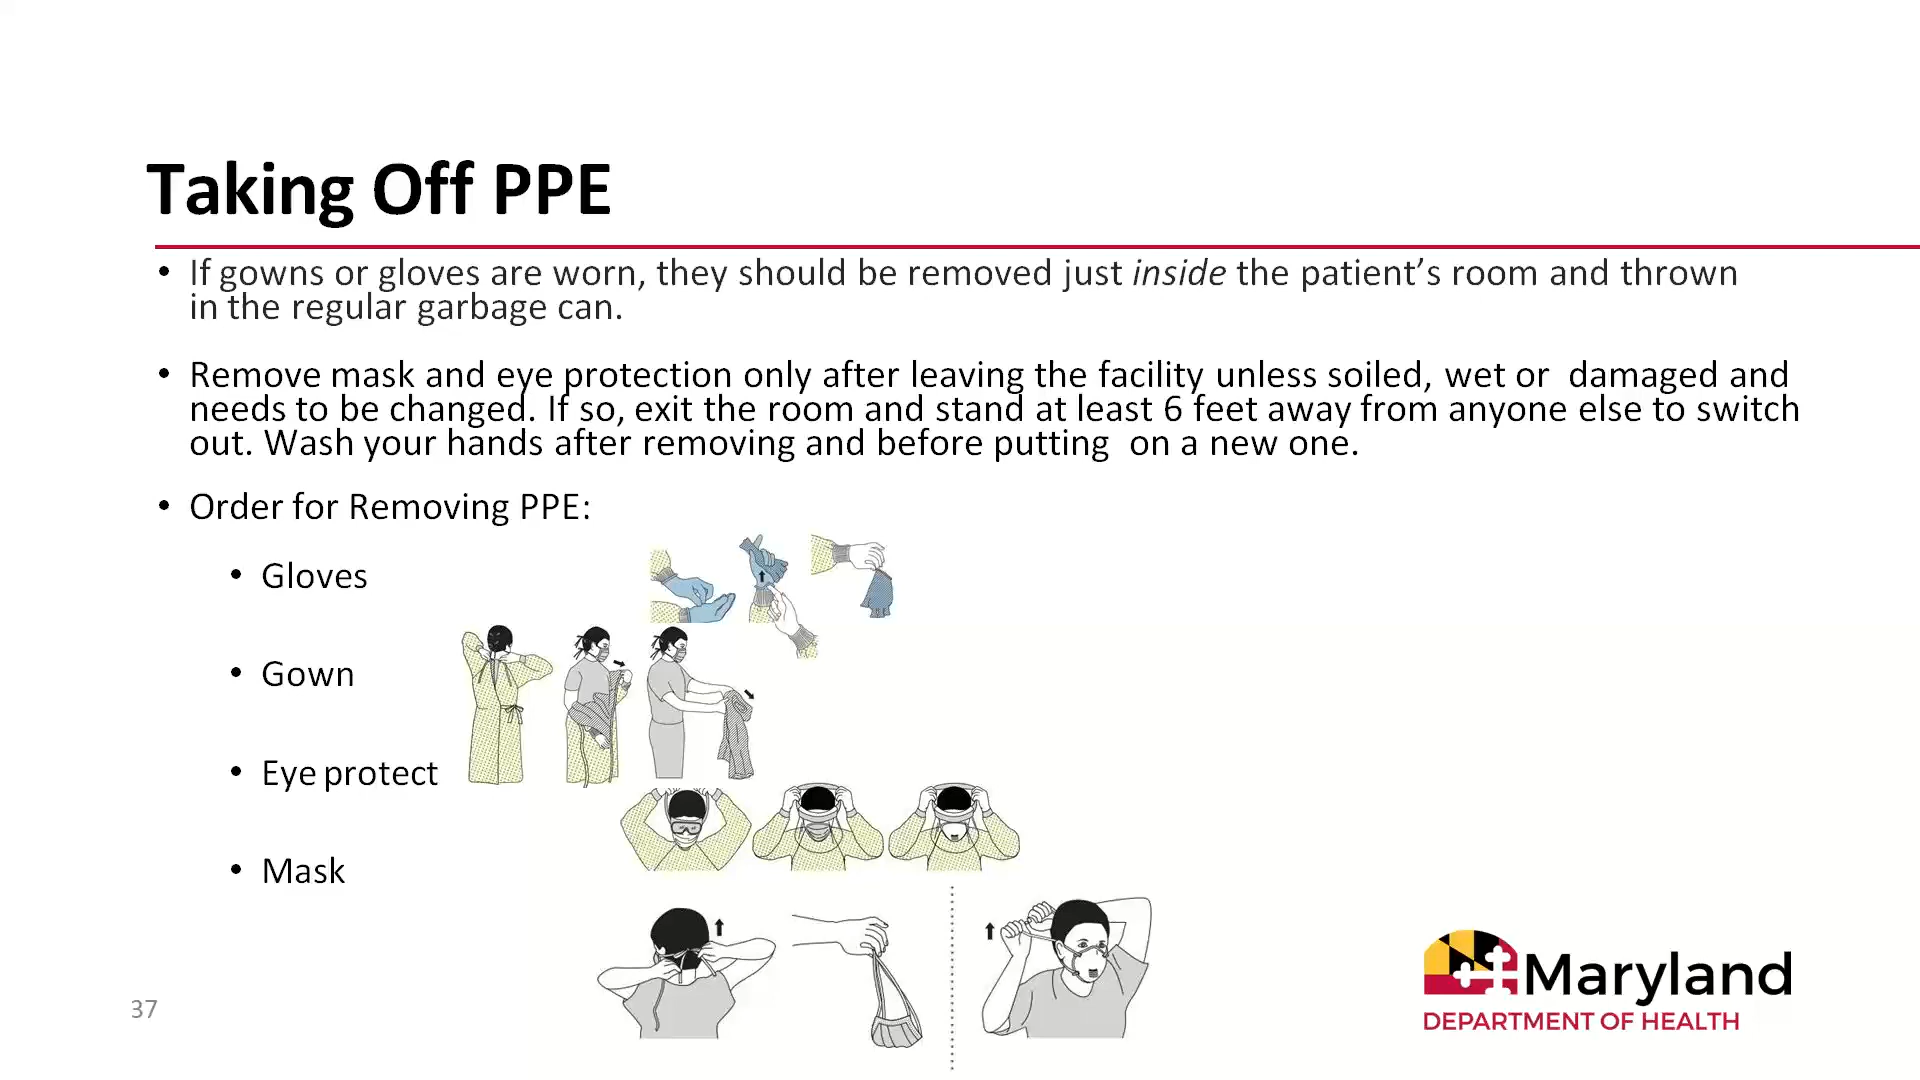 Taking Off PPE
• If gowns or gloves are worn, they should be removed just inside the patient’s room and thrown
in the regular garbage can.
• Remove mask and eye protection only after leaving the facility unless soiled, wet or  damaged and
needs to be changed. If so, exit the room and stand at least 6 feet away from anyone else to switch
out. Wash your hands after removing and before putting  on a new one.
• Order for Removing PPE:
• Gloves
• Gown
• Eye protect
• Mask
37
Maryland
DEPARTMENT OF HEALTH